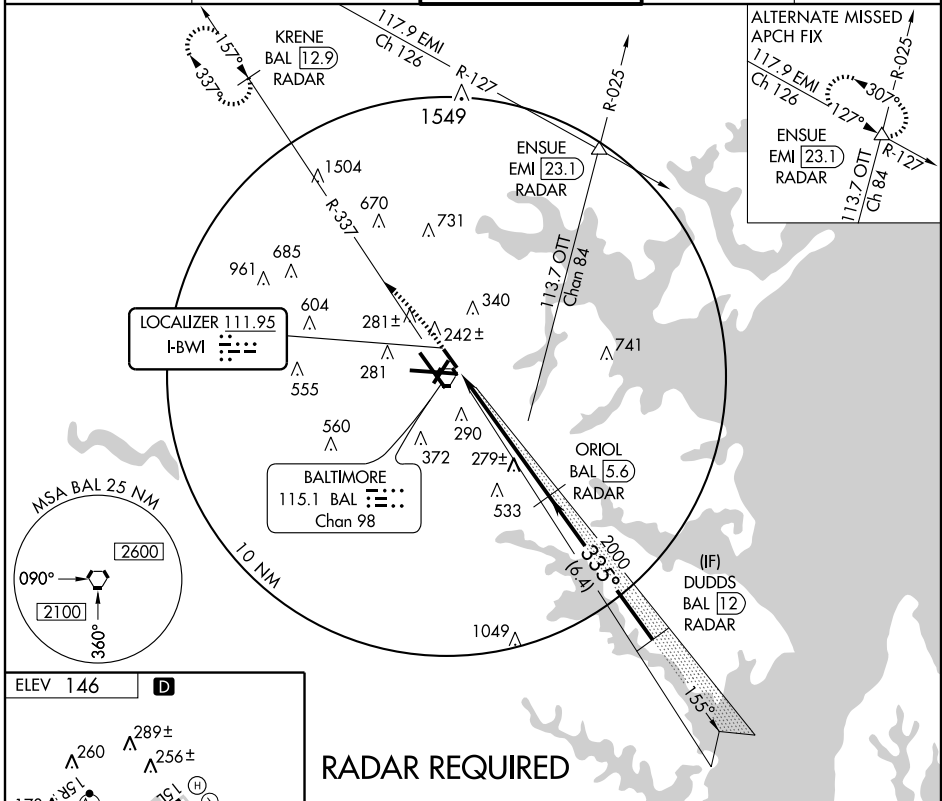 KRENE
BAL 12.9
RADAR
157°
337°
117.9 EMI
Ch 126
R-127
R-025
1549
ENSUE
EMI 23.1
RADAR
113.7 OTT
Chan 84
ALTERNATE MISSED
APCH FIX
117.9 EMI
Ch 126
R-025
307°
127°
ENSUE
EMI 23.1
RADAR
R-127
113.7 OTT
Ch 84
1504
R-337
670
731
685
961
604
340
281±
242±
741
LOCALIZER 111.95
I-BWI
281
555
290
560
372
279±
533
BALTIMORE
115.1 BAL
Chan 98
ORIOL
BAL 5.6
RADAR
2000
335°
(6.4)
(IF)
DUDDS
BAL 12
RADAR
155°
10 NM
1049
MSA BAL 25 NM
2600
090°
2100
360°
ELEV 146
D
289±
260
256±
H
RADAR REQUIRED